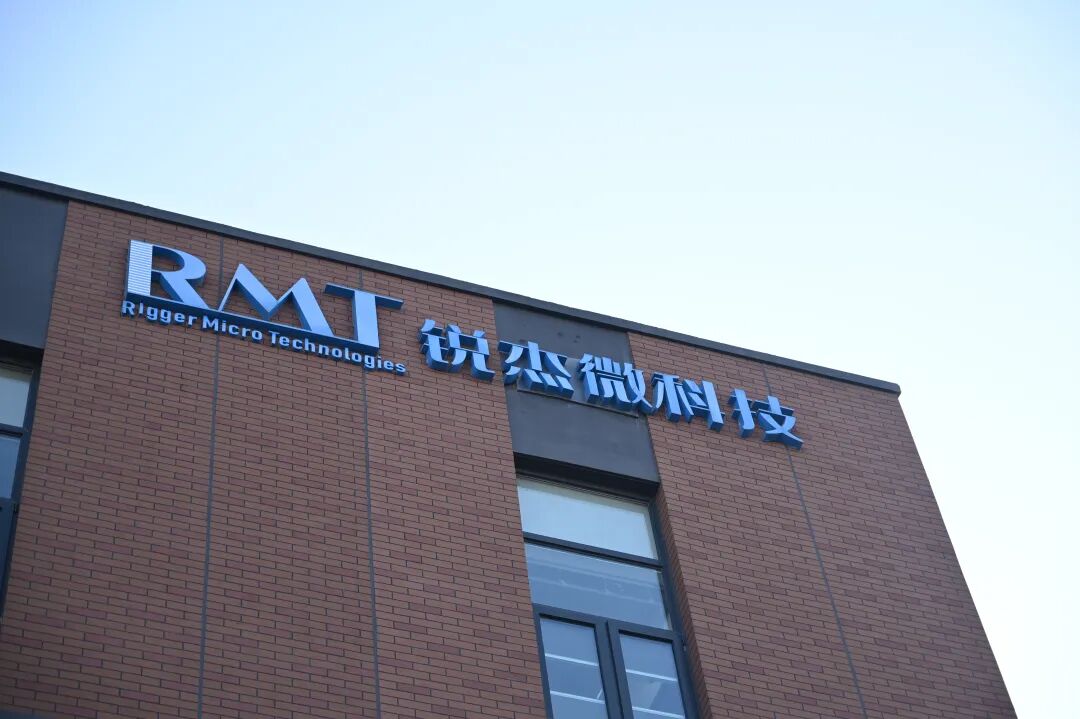 RMT
RIgger Micro Technologies
锐杰微科技